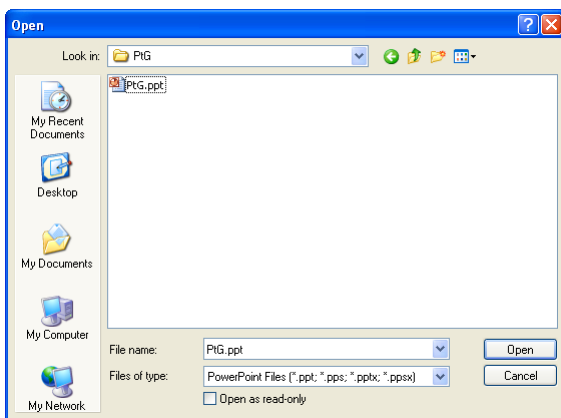 Open
Look in:
PtG
PtG.ppt
My Recent
Documents
Desktop
My Documents
My Computer
My Network
File name:
PtG.ppt
Open
Files of type:
PowerPoint Files (*.ppt; *.pps; *.pptx; *.ppsx)
Cancel
Open as read-only